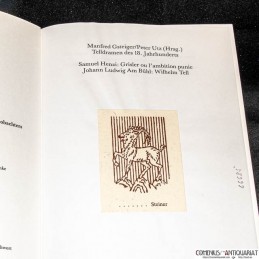 Manfred Gsteiger/Peter Utz (Hrsg.)
Telldramen des 18. Jahrhunderts
Samuel Henzi: Grisler ou l'ambition punie
Johann Ludwig Am Bühl: Wilhelm Tell
........ Steiner
COMENIUS-ANTIQUARIAT